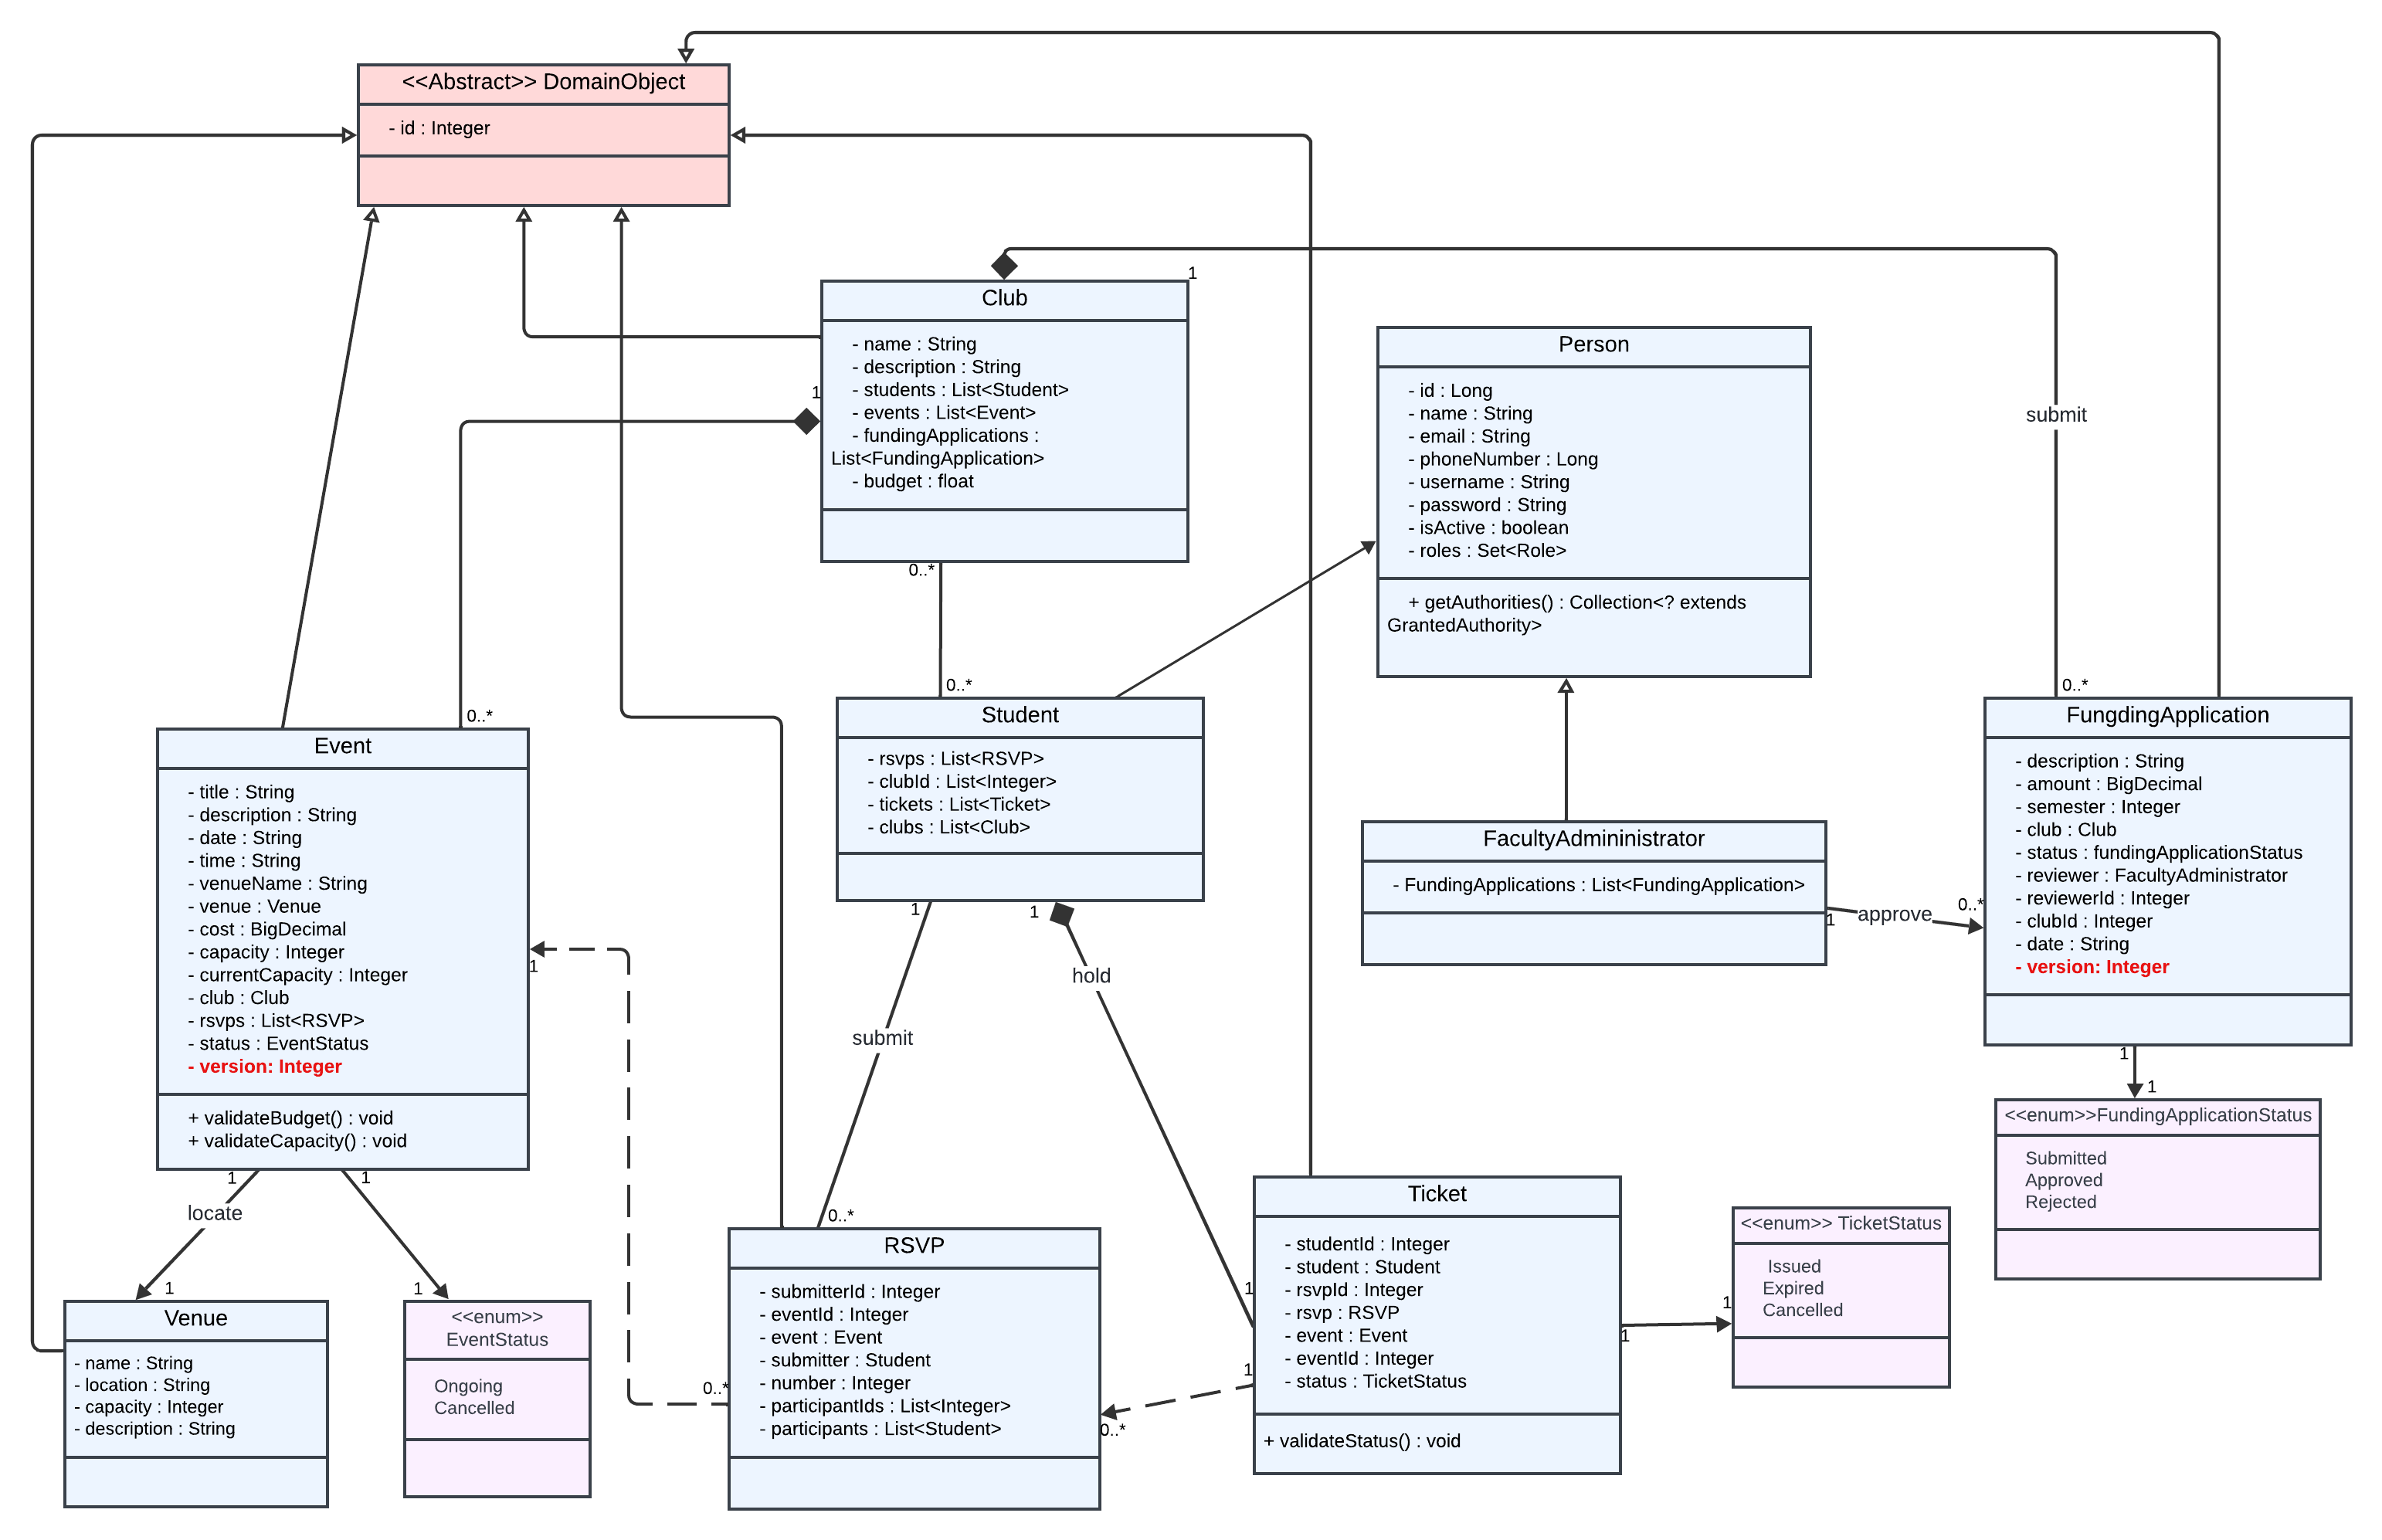 <<Abstract>> DomainObject
- id : Integer
Club
1
- name : String
- description : String
- students : List<Student>
- events : List<Event>
- fundingApplications :
List<FundingApplication>
- budget : float
1
0..*
Person
- id : Long
- name : String
- email : String
- phoneNumber : Long
- username : String
- password : String
- isActive : boolean
- roles : Set<Role>
+ getAuthorities() : Collection<? extends
GrantedAuthority>
submit
0..*
0..*
0..*
Event
- title : String
- description : String
- date : String
- time : String
- venueName : String
- venue : Venue
- cost : BigDecimal
- capacity : Integer
- currentCapacity : Integer
- club : Club
- rsvps : List<RSVP>
- status : EventStatus
- version: Integer
+ validateBudget() : void
+ validateCapacity() : void
1
1
1
Student
- rsvps : List<RSVP>
- clubId : List<Integer>
- tickets : List<Ticket>
- clubs : List<Club>
1
1
hold
submit
FacultyAdmininistrator
- FundingApplications : List<FundingApplication>
1
approve
0..*
FungdingApplication
- description : String
- amount : BigDecimal
- semester : Integer
- club : Club
- status : fundingApplicationStatus
- reviewer : FacultyAdministrator
- reviewerId : Integer
- clubId : Integer
- date : String
- version: Integer
1
1
<<enum>>FundingApplicationStatus
Submitted
Approved
Rejected
locate
1
1
Venue
- name : String
- location : String
- capacity : Integer
- description : String
<<enum>>
EventStatus
Ongoing
Cancelled
0..*
0..*
RSVP
- submitterId : Integer
- eventId : Integer
- event : Event
- submitter : Student
- number : Integer
- participantIds : List<Integer>
- participants : List<Student>
0..*
1
1
Ticket
- studentId : Integer
- student : Student
- rsvpId : Integer
- rsvp : RSVP
- event : Event
- eventId : Integer
- status : TicketStatus
+ validateStatus() : void
1
1
<<enum>> TicketStatus
Issued
Expired
Cancelled